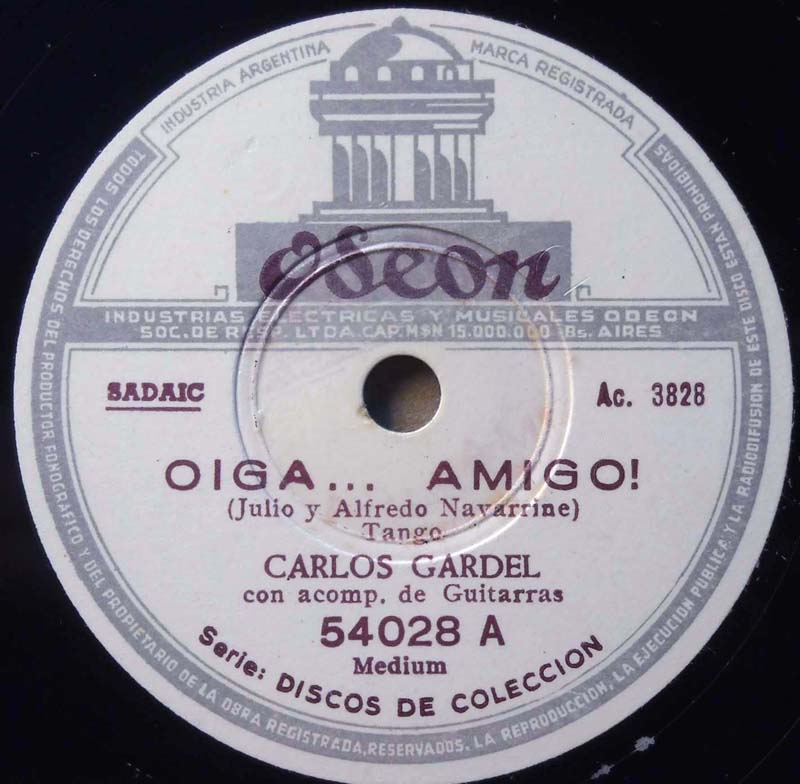 INDUSTRIA ARGENTINA
MARCA REGISTRADA
Odeon
INDUSTRIAS ELECTRICAS Y MUSICALES ODEON
SOC. DE RESP. LTDA. CAP. M$N 15.000.000 Bs. AIRES
SADAIC
Ac. 3828
OIGA... AMIGO!
(Julio y Alfredo Navarrine)
Tango
CARLOS GARDEL
con acomp. de Guitarras
54028 A
Medium
Serie: DISCOS DE COLECCION
TODOS LOS DERECHOS DEL PRODUCTOR FONOGRAFICO Y DEL PROPIETARIO DE LA OBRA REGISTRADA, RESERVADOS. LA REPRODUCCION, LA EJECUCION PUBLICA Y LA RADIODIFUSION DE ESTE DISCO ESTAN PROHIBIDAS